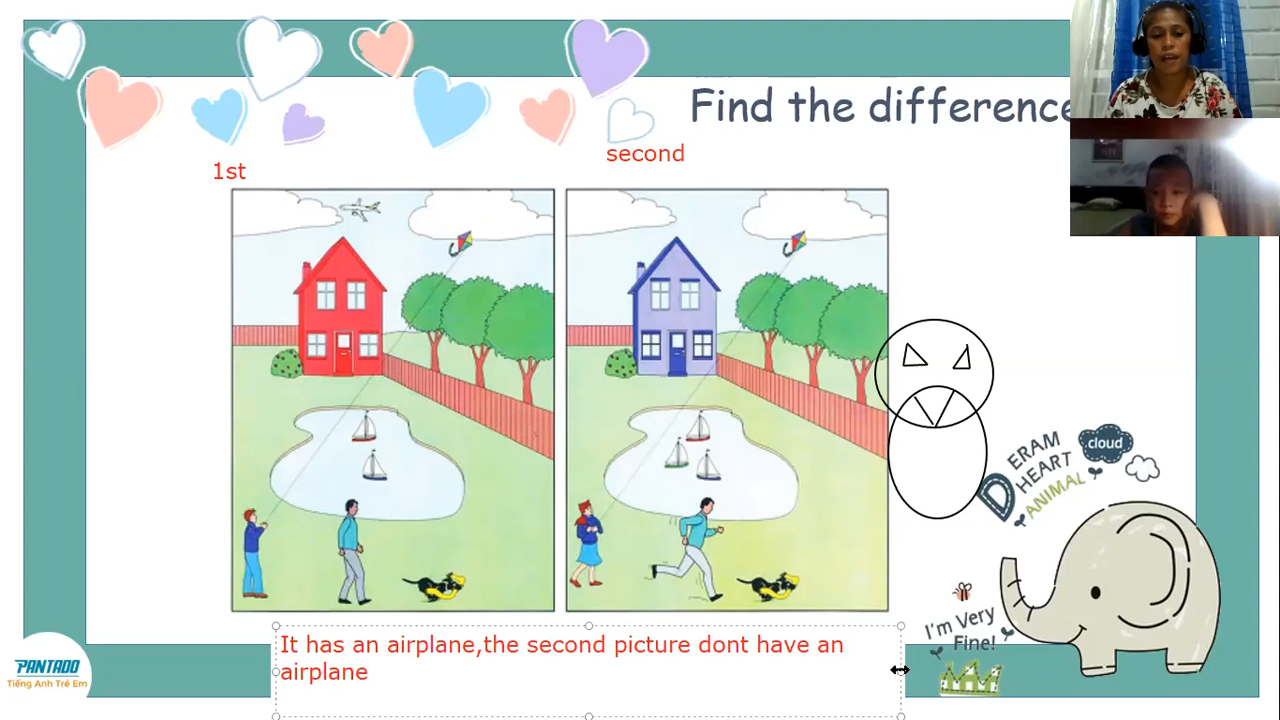 Find the difference
1st
second
It has an airplane,the second picture dont have an
airplane
DERAM
HEART
ANIMAL
cloud
I'm Very
Fine!
PANTADO
Tiếng Anh Trẻ Em